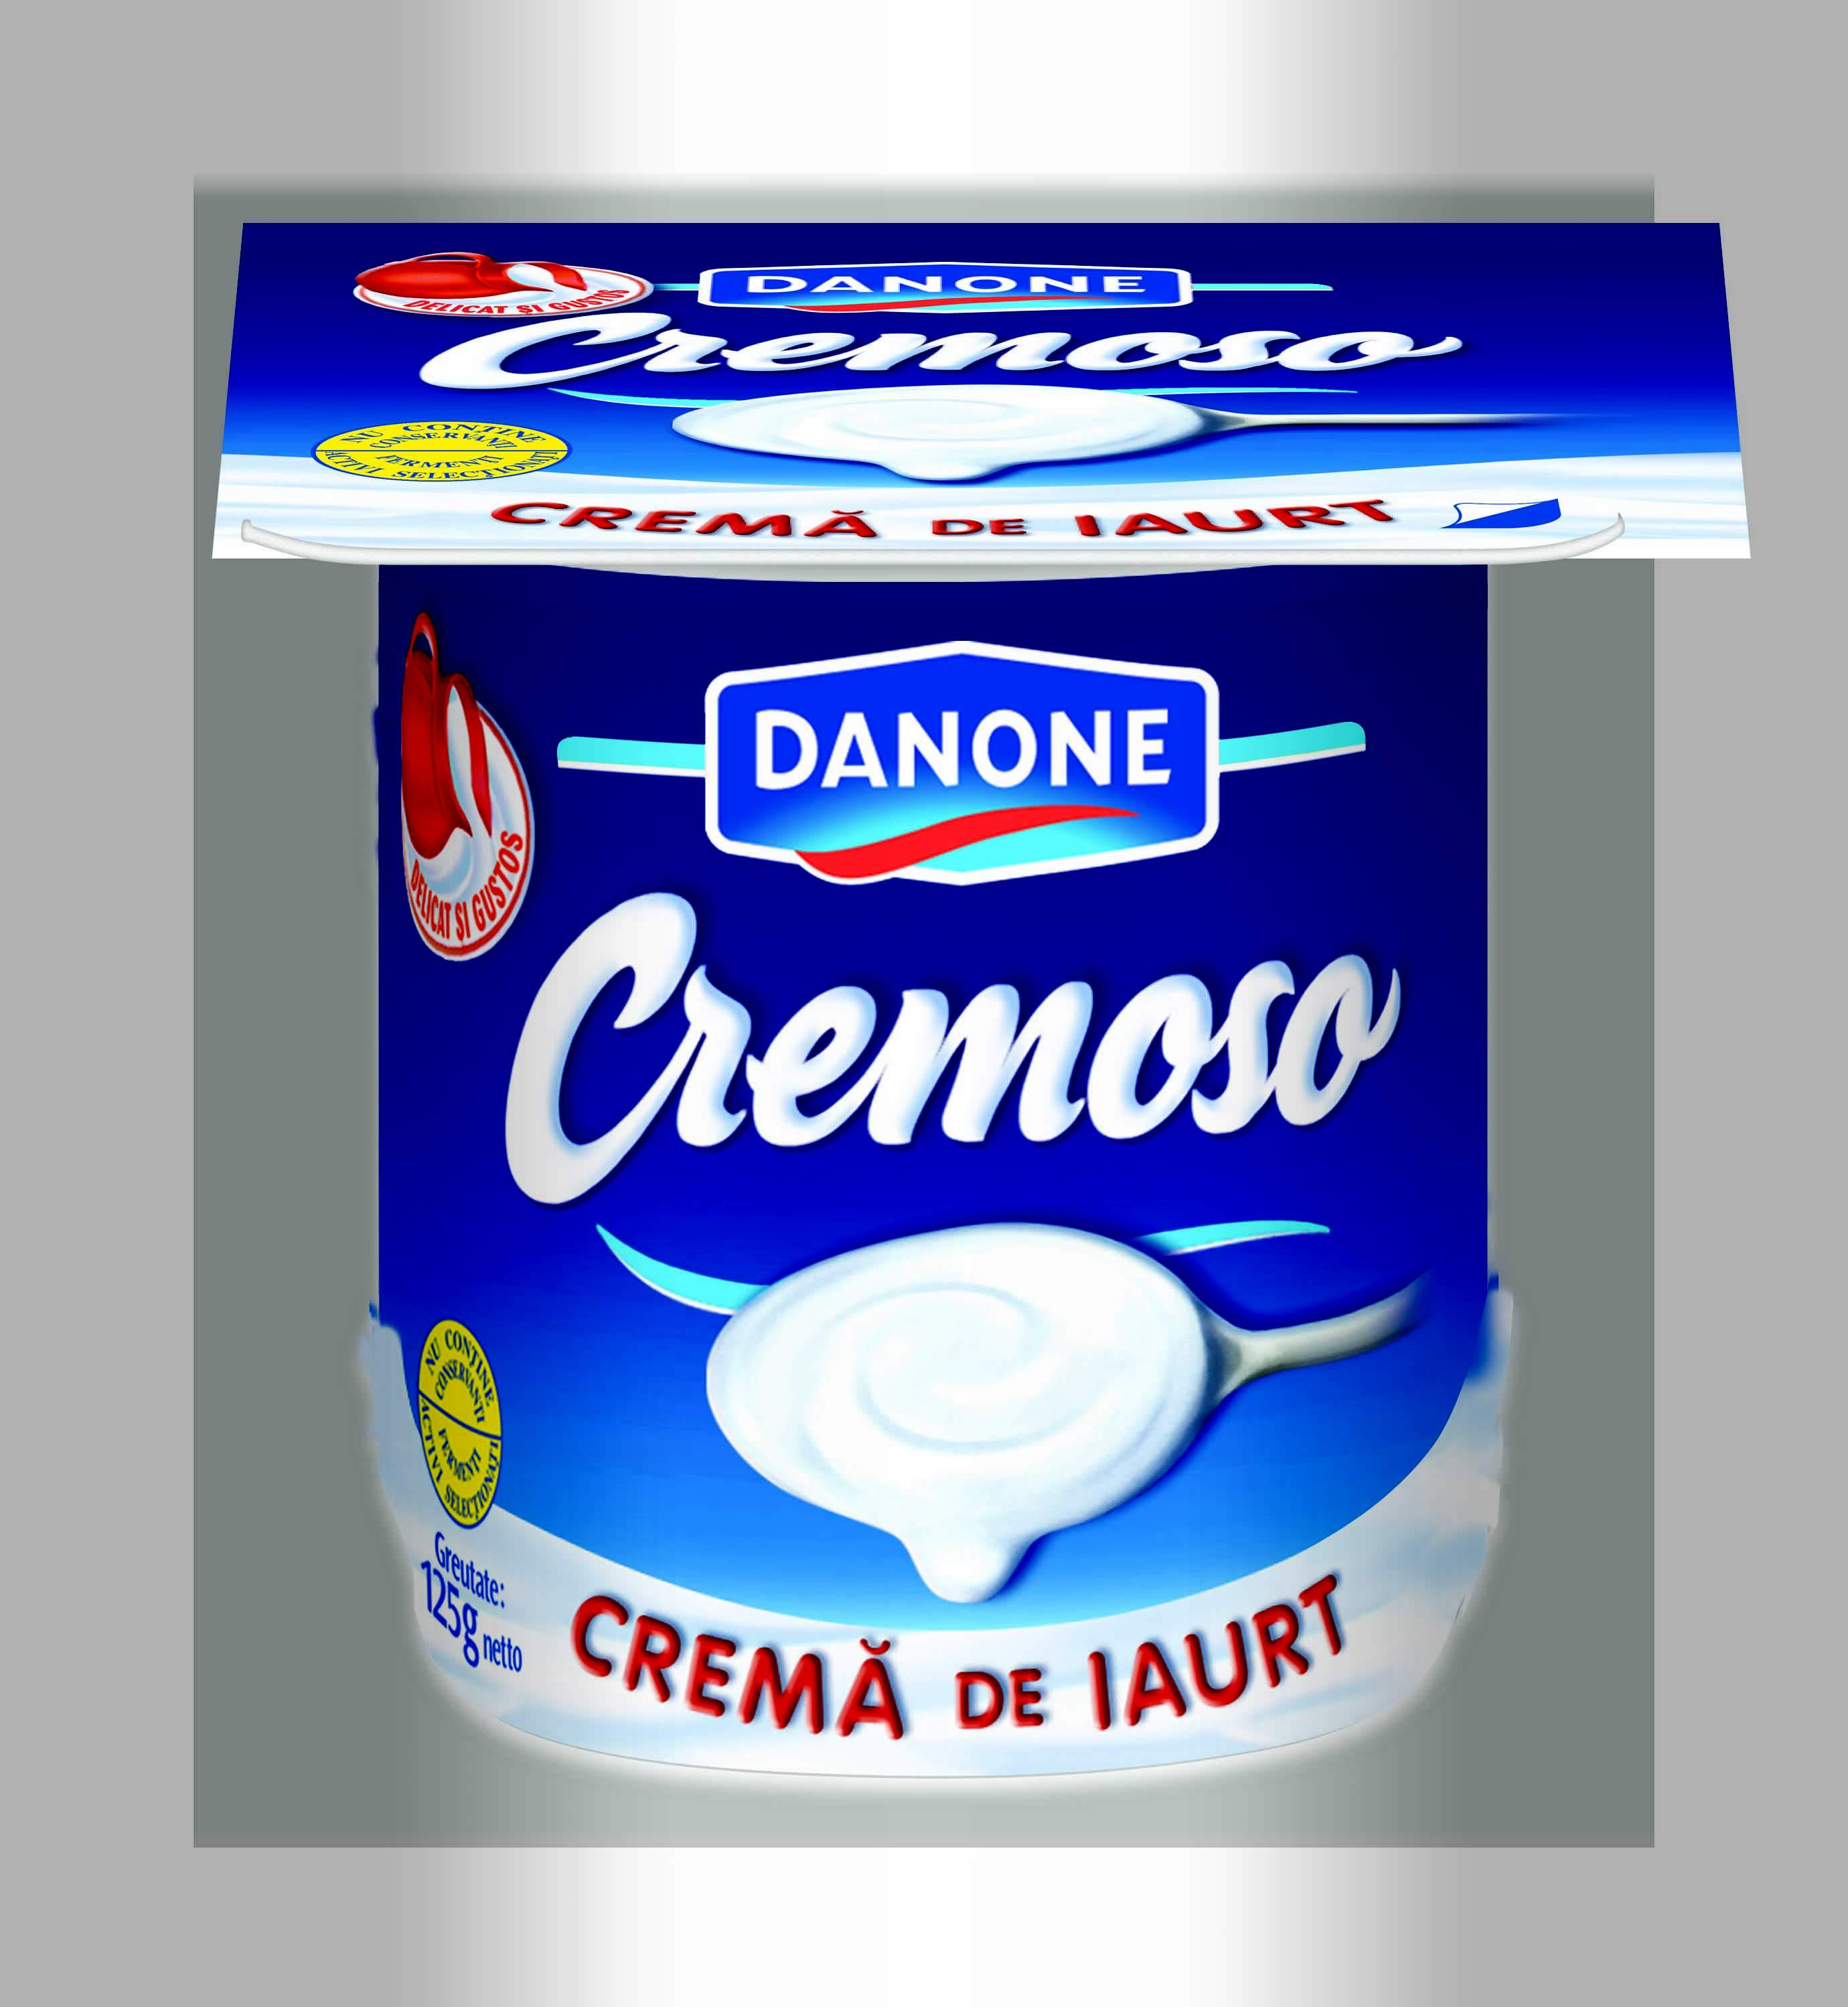 DANONE
DELICAT ȘI GUSTOS
Cremoso
NU CONȚINE
CONSERVANȚI
FERMENȚI
ACTIVI SELECȚIONAȚI
CREMĂ DE IAURT
DANONE
DELICAT ȘI GUSTOS
Cremoso
NU CONȚINE
CONSERVANȚI
FERMENȚI
ACTIVI SELECȚIONAȚI
Greutate:
125g netto
CREMĂ DE IAURT